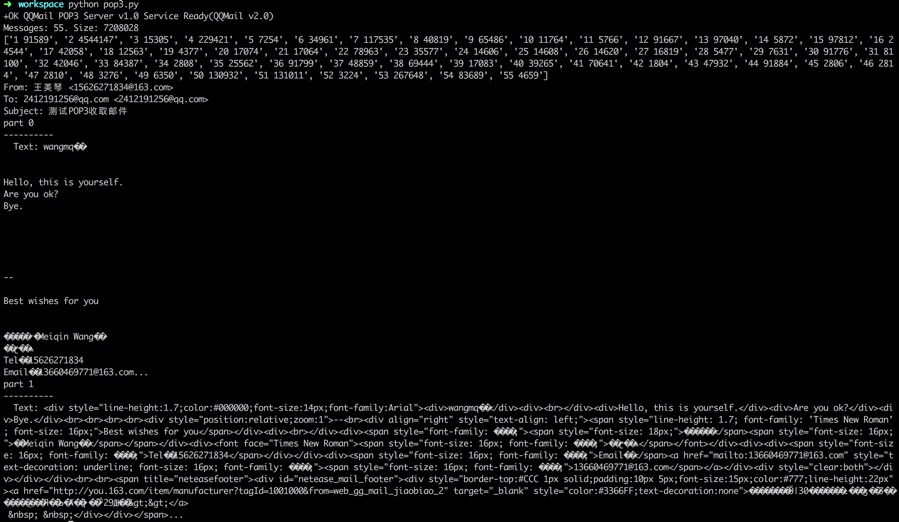 ➜ workspace python pop3.py
+OK QQMail POP3 Server v1.0 Service Ready(QQMail v2.0)
Messages: 55. Size: 7208028
['1 91589', '2 4544147', '3 15305', '4 229421', '5 7254', '6 34961', '7 117535', '8 40819', '9 65486', '10 11764', '11 5766', '12 91667', '13 97040', '14 5872', '15 97812', '16 2
4544', '17 42058', '18 12563', '19 4377', '20 17074', '21 17064', '22 78963', '23 35577', '24 14606', '25 14608', '26 14620', '27 16819', '28 5477', '29 7631', '30 91776', '31 81
100', '32 42046', '33 84387', '34 2808', '35 25562', '36 91799', '37 48859', '38 69444', '39 17083', '40 39265', '41 70641', '42 1804', '43 47932', '44 91884', '45 2806', '46 281
4', '47 2810', '48 3276', '49 6350', '50 130932', '51 131011', '52 3224', '53 267648', '54 83689', '55 4659']
From: 王美琴 <15626271834@163.com>
To: 2412191256@qq.com <2412191256@qq.com>
Subject: 测试POP3收取邮件
part 0
----------
Text: wangmq
Hello, this is yourself.
Are you ok?
Bye.
--
Best wishes for you
Meiqin Wang
Tel 15626271834
Email 13660469771@163.com...
part 1
----------
Text: <div style="line-height:1.7;color:#000000;font-size:14px;font-family:Arial"><div>wangmq</div><div><br></div><div>Hello, this is yourself.</div><div>Are you ok?</div><di
v>Bye.</div><br><br><br><br><div style="position:relative;zoom:1">--<br><div align="right" style="text-align: left;"><span style="line-height: 1.7; font-family: 'Times New Roman'
; font-size: 16px;">Best wishes for you</span></div><div><br></div><div><span style="font-family: ;"><span style="font-size: 18px;"></span><span style="font-size: 16px;
">Meiqin Wang</span></span></div><div><font face="Times New Roman"><span style="font-size: 16px; font-family: ;"></span></font></div><div><span style="font-siz
e: 16px; font-family: ;">Tel 15626271834</span></div><div><span style="font-size: 16px; font-family: ;">Email</span><a href="mailto:13660469771@163.com" style="t
ext-decoration: underline; font-size: 16px; font-family: ;"><span style="font-size: 16px; font-family: ;">13660469771@163.com</span></a></div><div style="clear:both"></d
iv></div></div><br><br><span title="neteasefooter"><div id="netease_mail_footer"><div style="border-top:#CCC 1px solid;padding:10px 5px;font-size:15px;color:#777;line-height:22px"
><a href="http://you.163.com/item/manufacturer?tagId=1001000&from=web_gg_mail_jiaobiao_2" target="_blank" style="color:#3366FF;text-decoration:none">
&gt;&gt;</a>
&nbsp; &nbsp;</div></div></span>...